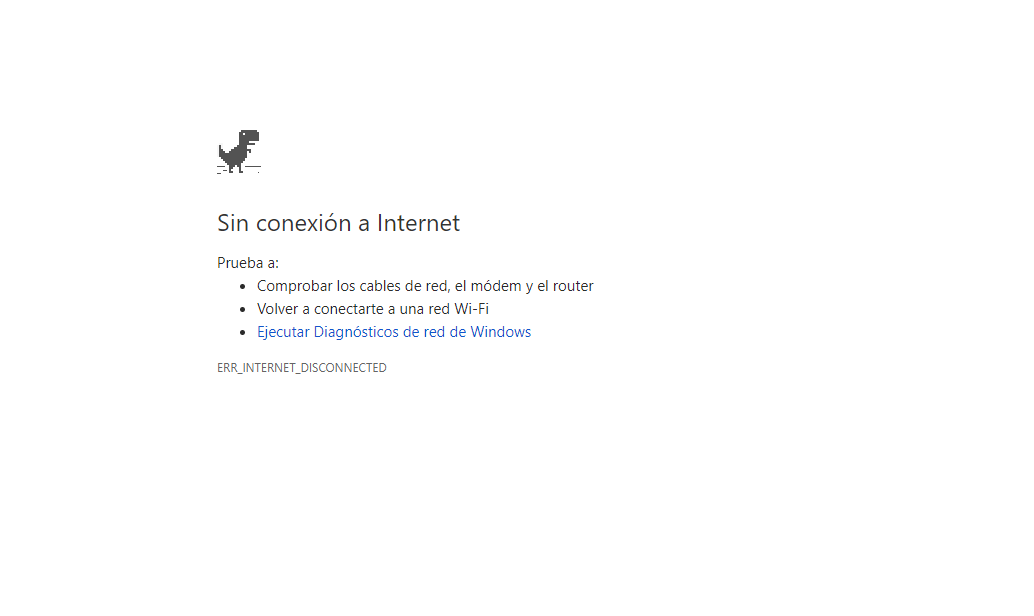 Sin conexión a Internet
Prueba a:
Comprobar los cables de red, el módem y el router
Volver a conectarte a una red Wi-Fi
Ejecutar Diagnósticos de red de Windows
ERR_INTERNET_DISCONNECTED